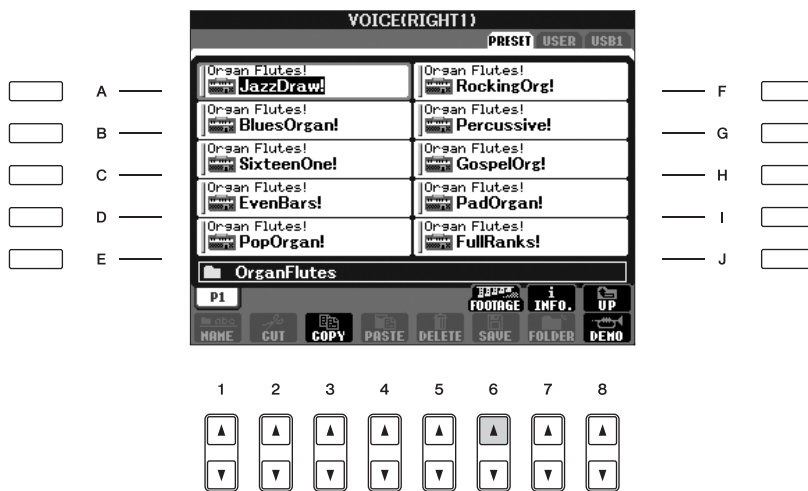 VOICE(RIGHT1)
PRESET USER USB1
A
Organ Flutes!
JazzDraw!
Organ Flutes!
RockingOrg!
F
B
Organ Flutes!
BluesOrgan!
Organ Flutes!
Percussive!
G
C
Organ Flutes!
SixteenOne!
Organ Flutes!
GospelOrg!
H
D
Organ Flutes!
EvenBars!
Organ Flutes!
PadOrgan!
I
E
Organ Flutes!
PopOrgan!
Organ Flutes!
FullRanks!
J
OrganFlutes
P1
FOOTAGE i INFO. UP
abc
NAME CUT COPY PASTE DELETE SAVE FOLDER DEMO
1 2 3 4 5 6 7 8